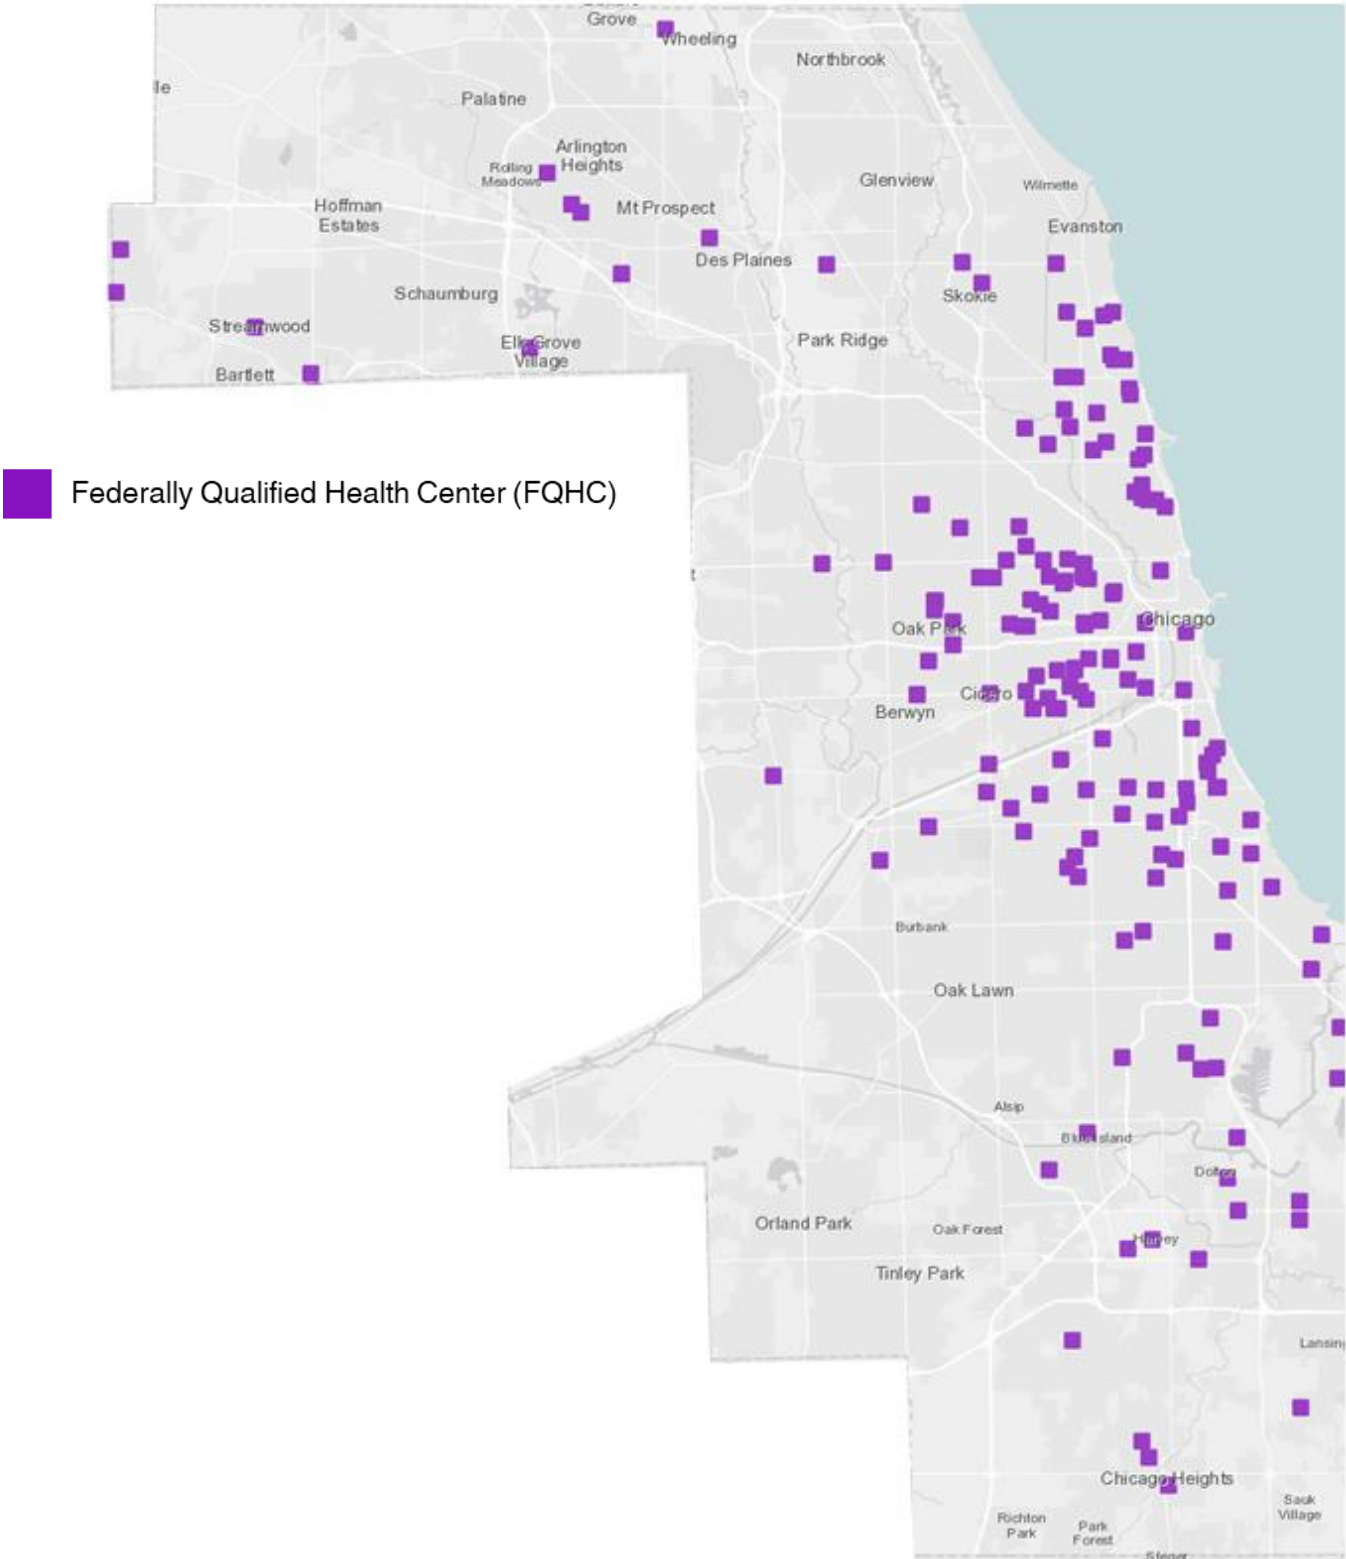 Grove
Wheeling
Northbrook
le
Palatine
Arlington
Heights
Rolling
Meadows
Glenview
Wilmette
Hoffman
Estates
Mt Prospect
Evanston
Des Plaines
Schaumburg
Skokie
Streamwood
Elk Grove
Village
Park Ridge
Bartlett
Federally Qualified Health Center (FQHC)
t
Chicago
Oak Park
Cicero
Berwyn
Burbank
Oak Lawn
Alsip
Blue Island
Dolton
Orland Park
Oak Forest
Harvey
Tinley Park
Lansing
Chicago Heights
Sauk
Village
Richton
Park
Park
Forest
Steger